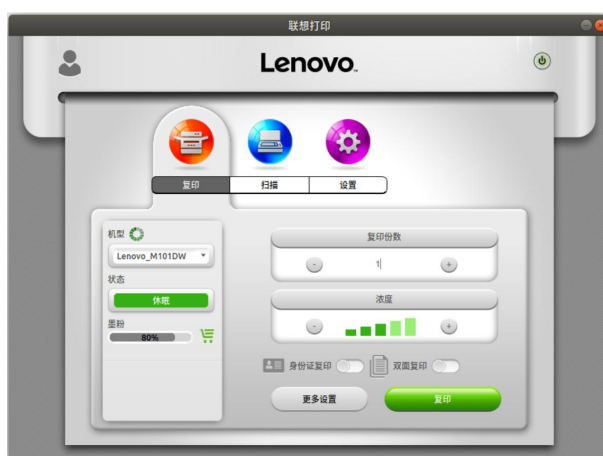 联想打印
Lenovo
复印
扫描
设置
机型
Lenovo_M101DW
状态
休眠
墨粉
80%
复印份数
- 1 +
浓度
- +
身份证复印
双面复印
更多设置
复印